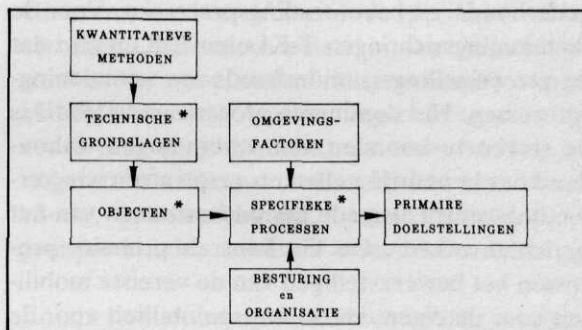 KWANTITATIEVE
METHODEN
TECHNISCHE *
GRONDSLAGEN
OMGEVINGS-
FACTOREN
OBJECTEN *
SPECIFIEKE *
PROCESSEN
PRIMAIRE
DOELSTELLINGEN
BESTURING
en
ORGANISATIE